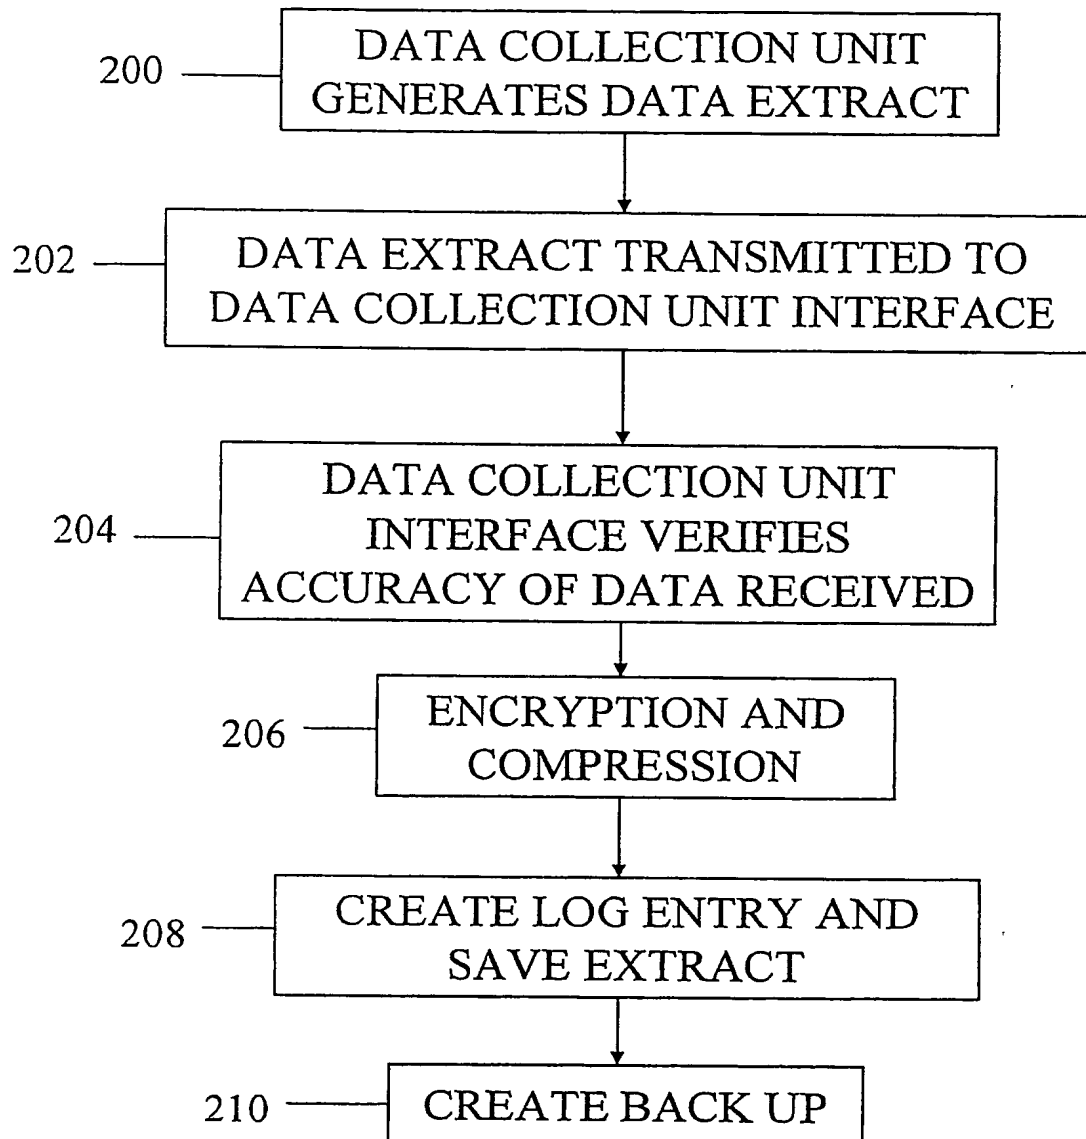 200
DATA COLLECTION UNIT
GENERATES DATA EXTRACT
202
DATA EXTRACT TRANSMITTED TO
DATA COLLECTION UNIT INTERFACE
204
DATA COLLECTION UNIT
INTERFACE VERIFIES
ACCURACY OF DATA RECEIVED
206
ENCRYPTION AND
COMPRESSION
208
CREATE LOG ENTRY AND
SAVE EXTRACT
210
CREATE BACK UP